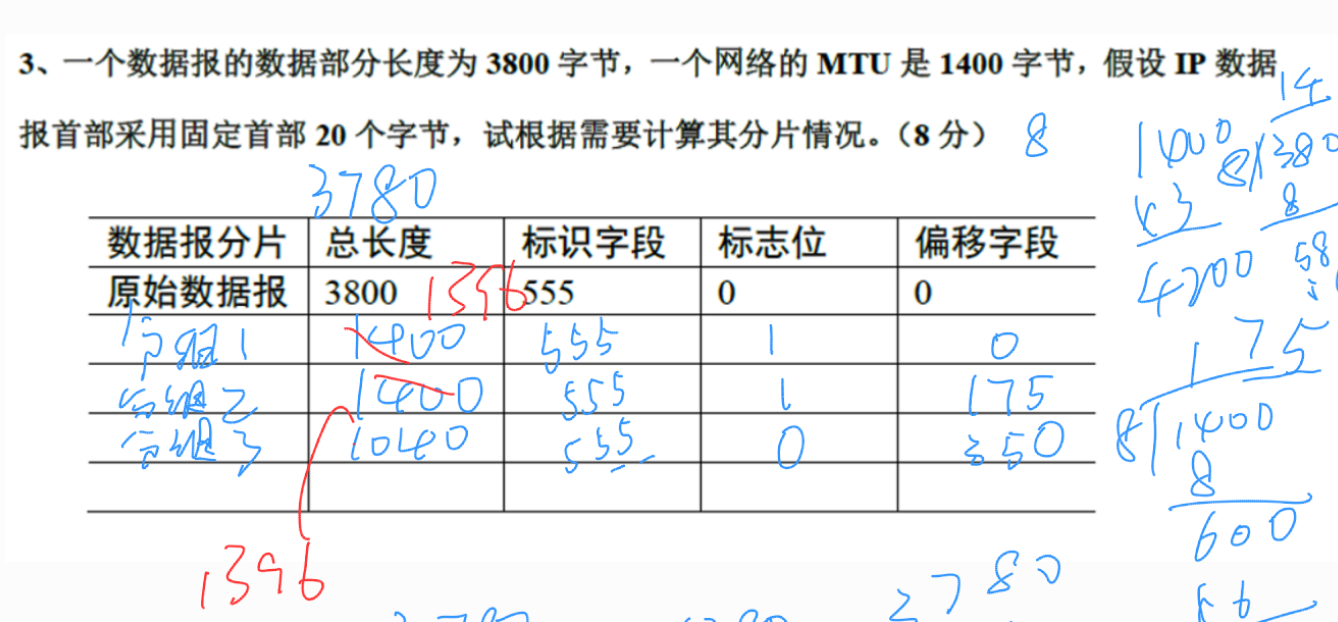 3、一个数据报的数据部分长度为 3800 字节，一个网络的 MTU 是 1400 字节，假设 IP 数据
报首部采用固定首部 20 个字节，试根据需要计算其分片情况。（8 分） 8
14
1400
8 380
x3
8
4200
58
3780
数据报分片 总长度 标识字段 标志位 偏移字段
原始数据报 3800 1396 555 0 0
分组1 1400 555 1 0
分组2 1400 555 1 175
分组3 1040 555 0 350
175
8 1400
8
600
56
1396
3780